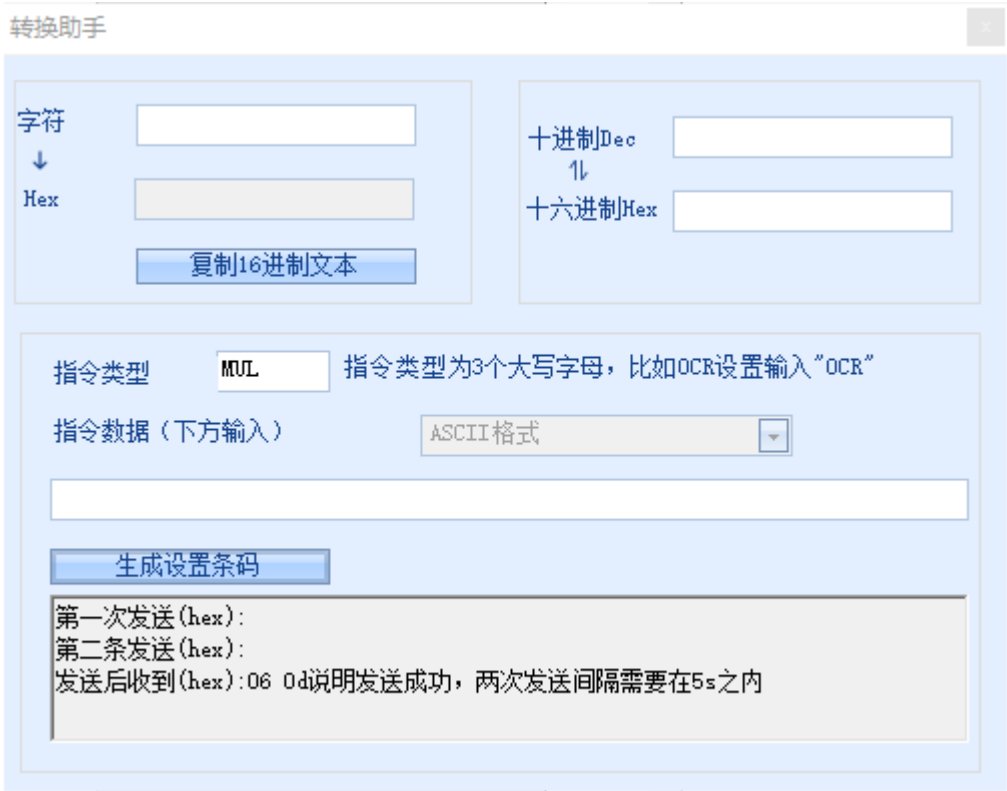 转换助手
x
字符
↓
Hex
复制16进制文本
十进制Dec
⇅
十六进制Hex
指令类型
MUL
指令类型为3个大写字母，比如OCR设置输入"OCR"
指令数据（下方输入）
ASCII格式
生成设置条码
第一次发送(hex):
第二条发送(hex):
发送后收到(hex):06 0d说明发送成功，两次发送间隔需要在5s之内